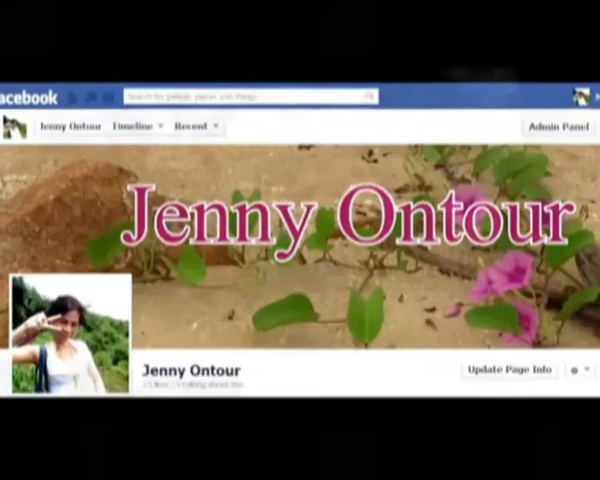 acebook
Search for people, places and things
Jenny Ontour Timeline Recent Admin Panel
Jenny Ontour
Jenny Ontour
Update Page Info